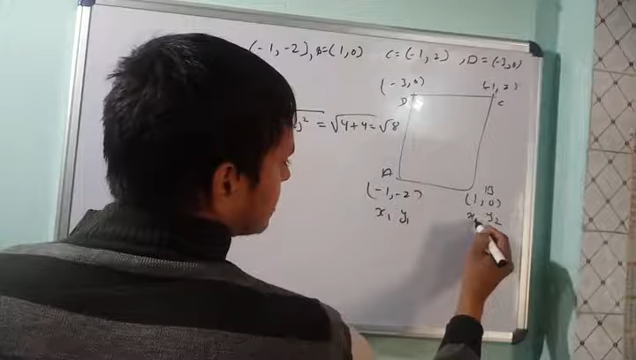 (-1,-2), B=(1,0) C=(-1,2), D=(-3,0)
(-3,0) (-1,2)
D C
= √4+4 = √8
A B
(-1,-2) (1,0)
x₁ y₁ y₂